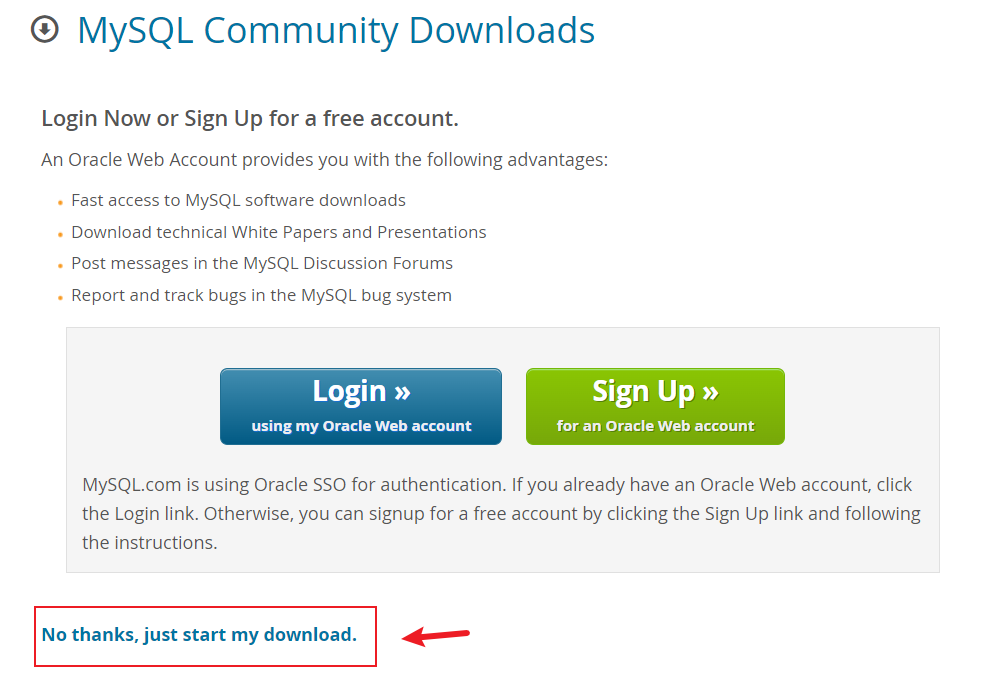 MySQL Community Downloads
Login Now or Sign Up for a free account.
An Oracle Web Account provides you with the following advantages:
Fast access to MySQL software downloads
Download technical White Papers and Presentations
Post messages in the MySQL Discussion Forums
Report and track bugs in the MySQL bug system
Login »
using my Oracle Web account
Sign Up »
for an Oracle Web account
MySQL.com is using Oracle SSO for authentication. If you already have an Oracle Web account, click
the Login link. Otherwise, you can signup for a free account by clicking the Sign Up link and following
the instructions.
No thanks, just start my download.